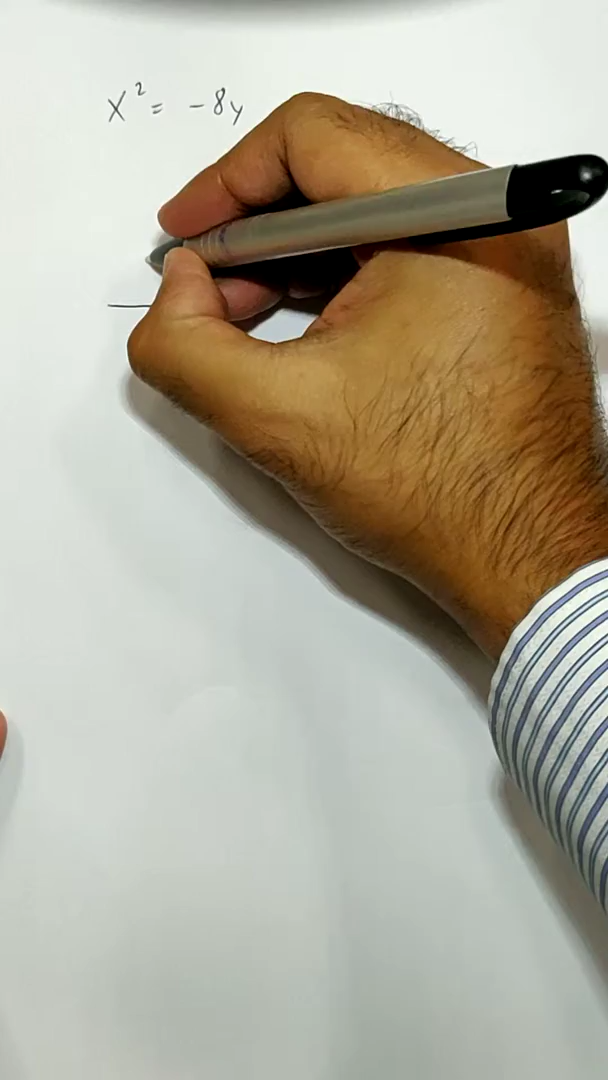 x² = -8y